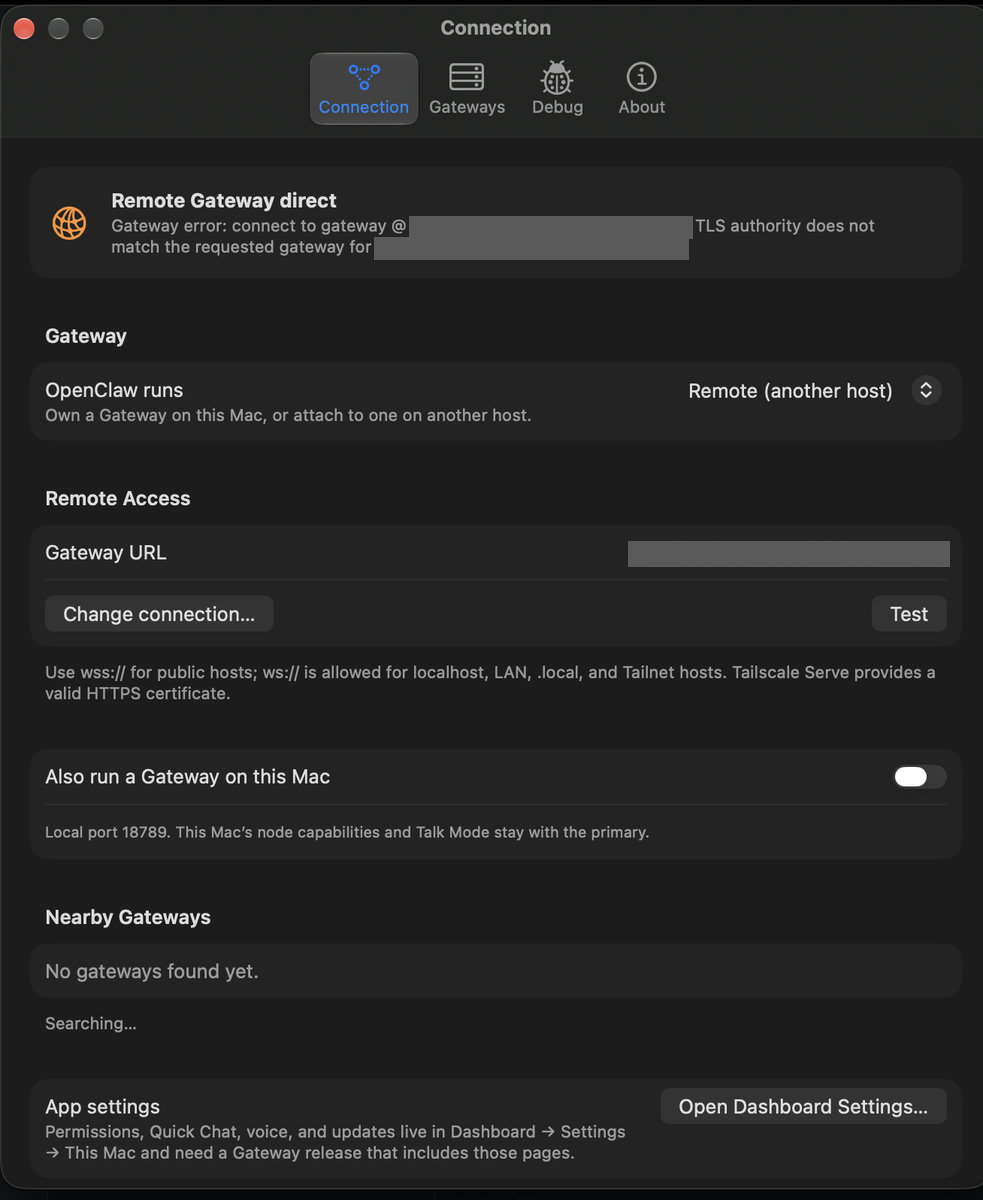 Connection
Connection
Gateways
Debug
About
Remote Gateway direct
Gateway error: connect to gateway @ TLS authority does not
match the requested gateway for
Gateway
OpenClaw runs
Remote (another host)
Own a Gateway on this Mac, or attach to one on another host.
Remote Access
Gateway URL
Change connection...
Test
Use wss:// for public hosts; ws:// is allowed for localhost, LAN, .local, and Tailnet hosts. Tailscale Serve provides a
valid HTTPS certificate.
Also run a Gateway on this Mac
Local port 18789. This Mac’s node capabilities and Talk Mode stay with the primary.
Nearby Gateways
No gateways found yet.
Searching...
App settings
Open Dashboard Settings...
Permissions, Quick Chat, voice, and updates live in Dashboard → Settings
→ This Mac and need a Gateway release that includes those pages.